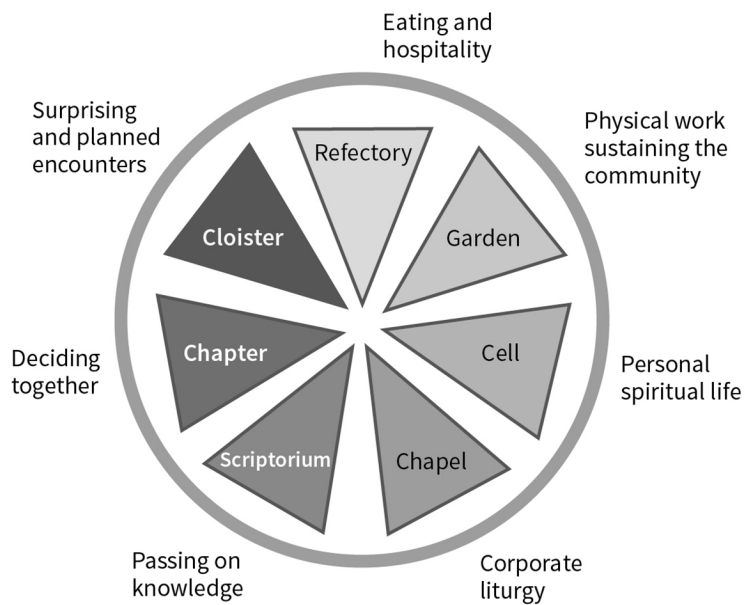 Eating and
hospitality
Surprising
and planned
encounters
Physical work
sustaining the
community
Refectory
Cloister
Garden
Chapter
Cell
Deciding
together
Personal
spiritual life
Scriptorium
Chapel
Passing on
knowledge
Corporate
liturgy